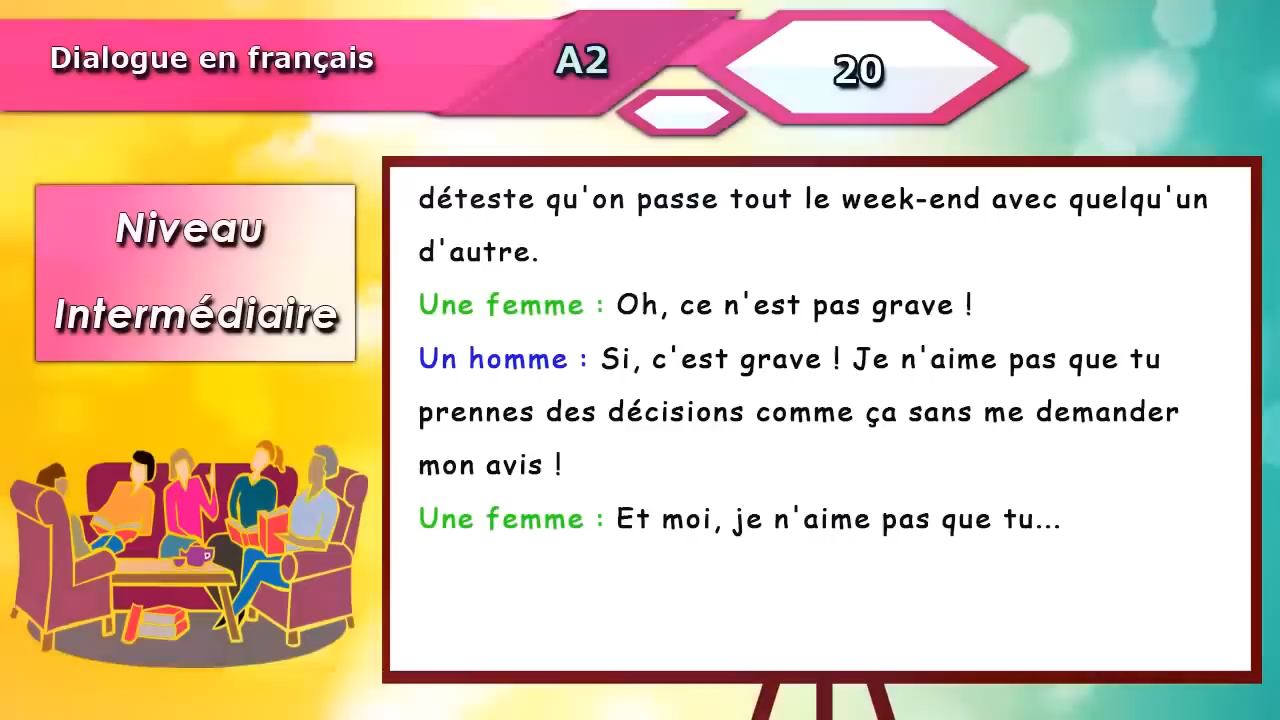 Dialogue en français
A2
20
Niveau
Intermédiaire
déteste qu'on passe tout le week-end avec quelqu'un
d'autre.
Une femme : Oh, ce n'est pas grave !
Un homme : Si, c'est grave ! Je n'aime pas que tu
prennes des décisions comme ça sans me demander
mon avis !
Une femme : Et moi, je n'aime pas que tu...